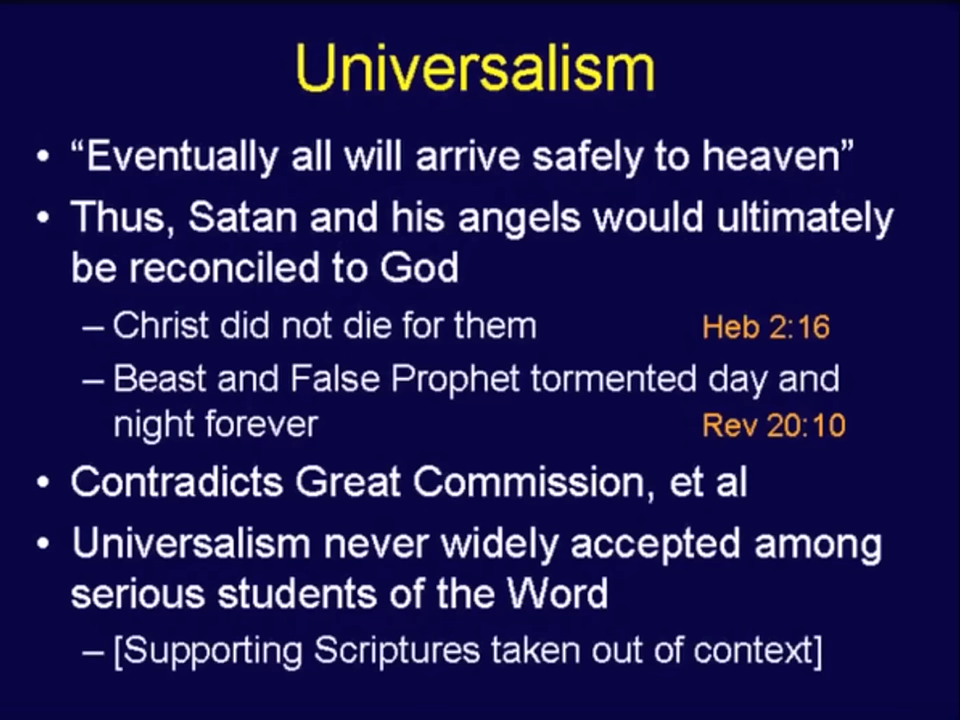 Universalism
• “Eventually all will arrive safely to heaven”
• Thus, Satan and his angels would ultimately
be reconciled to God
– Christ did not die for them Heb 2:16
– Beast and False Prophet tormented day and
night forever Rev 20:10
• Contradicts Great Commission, et al
• Universalism never widely accepted among
serious students of the Word
– [Supporting Scriptures taken out of context]